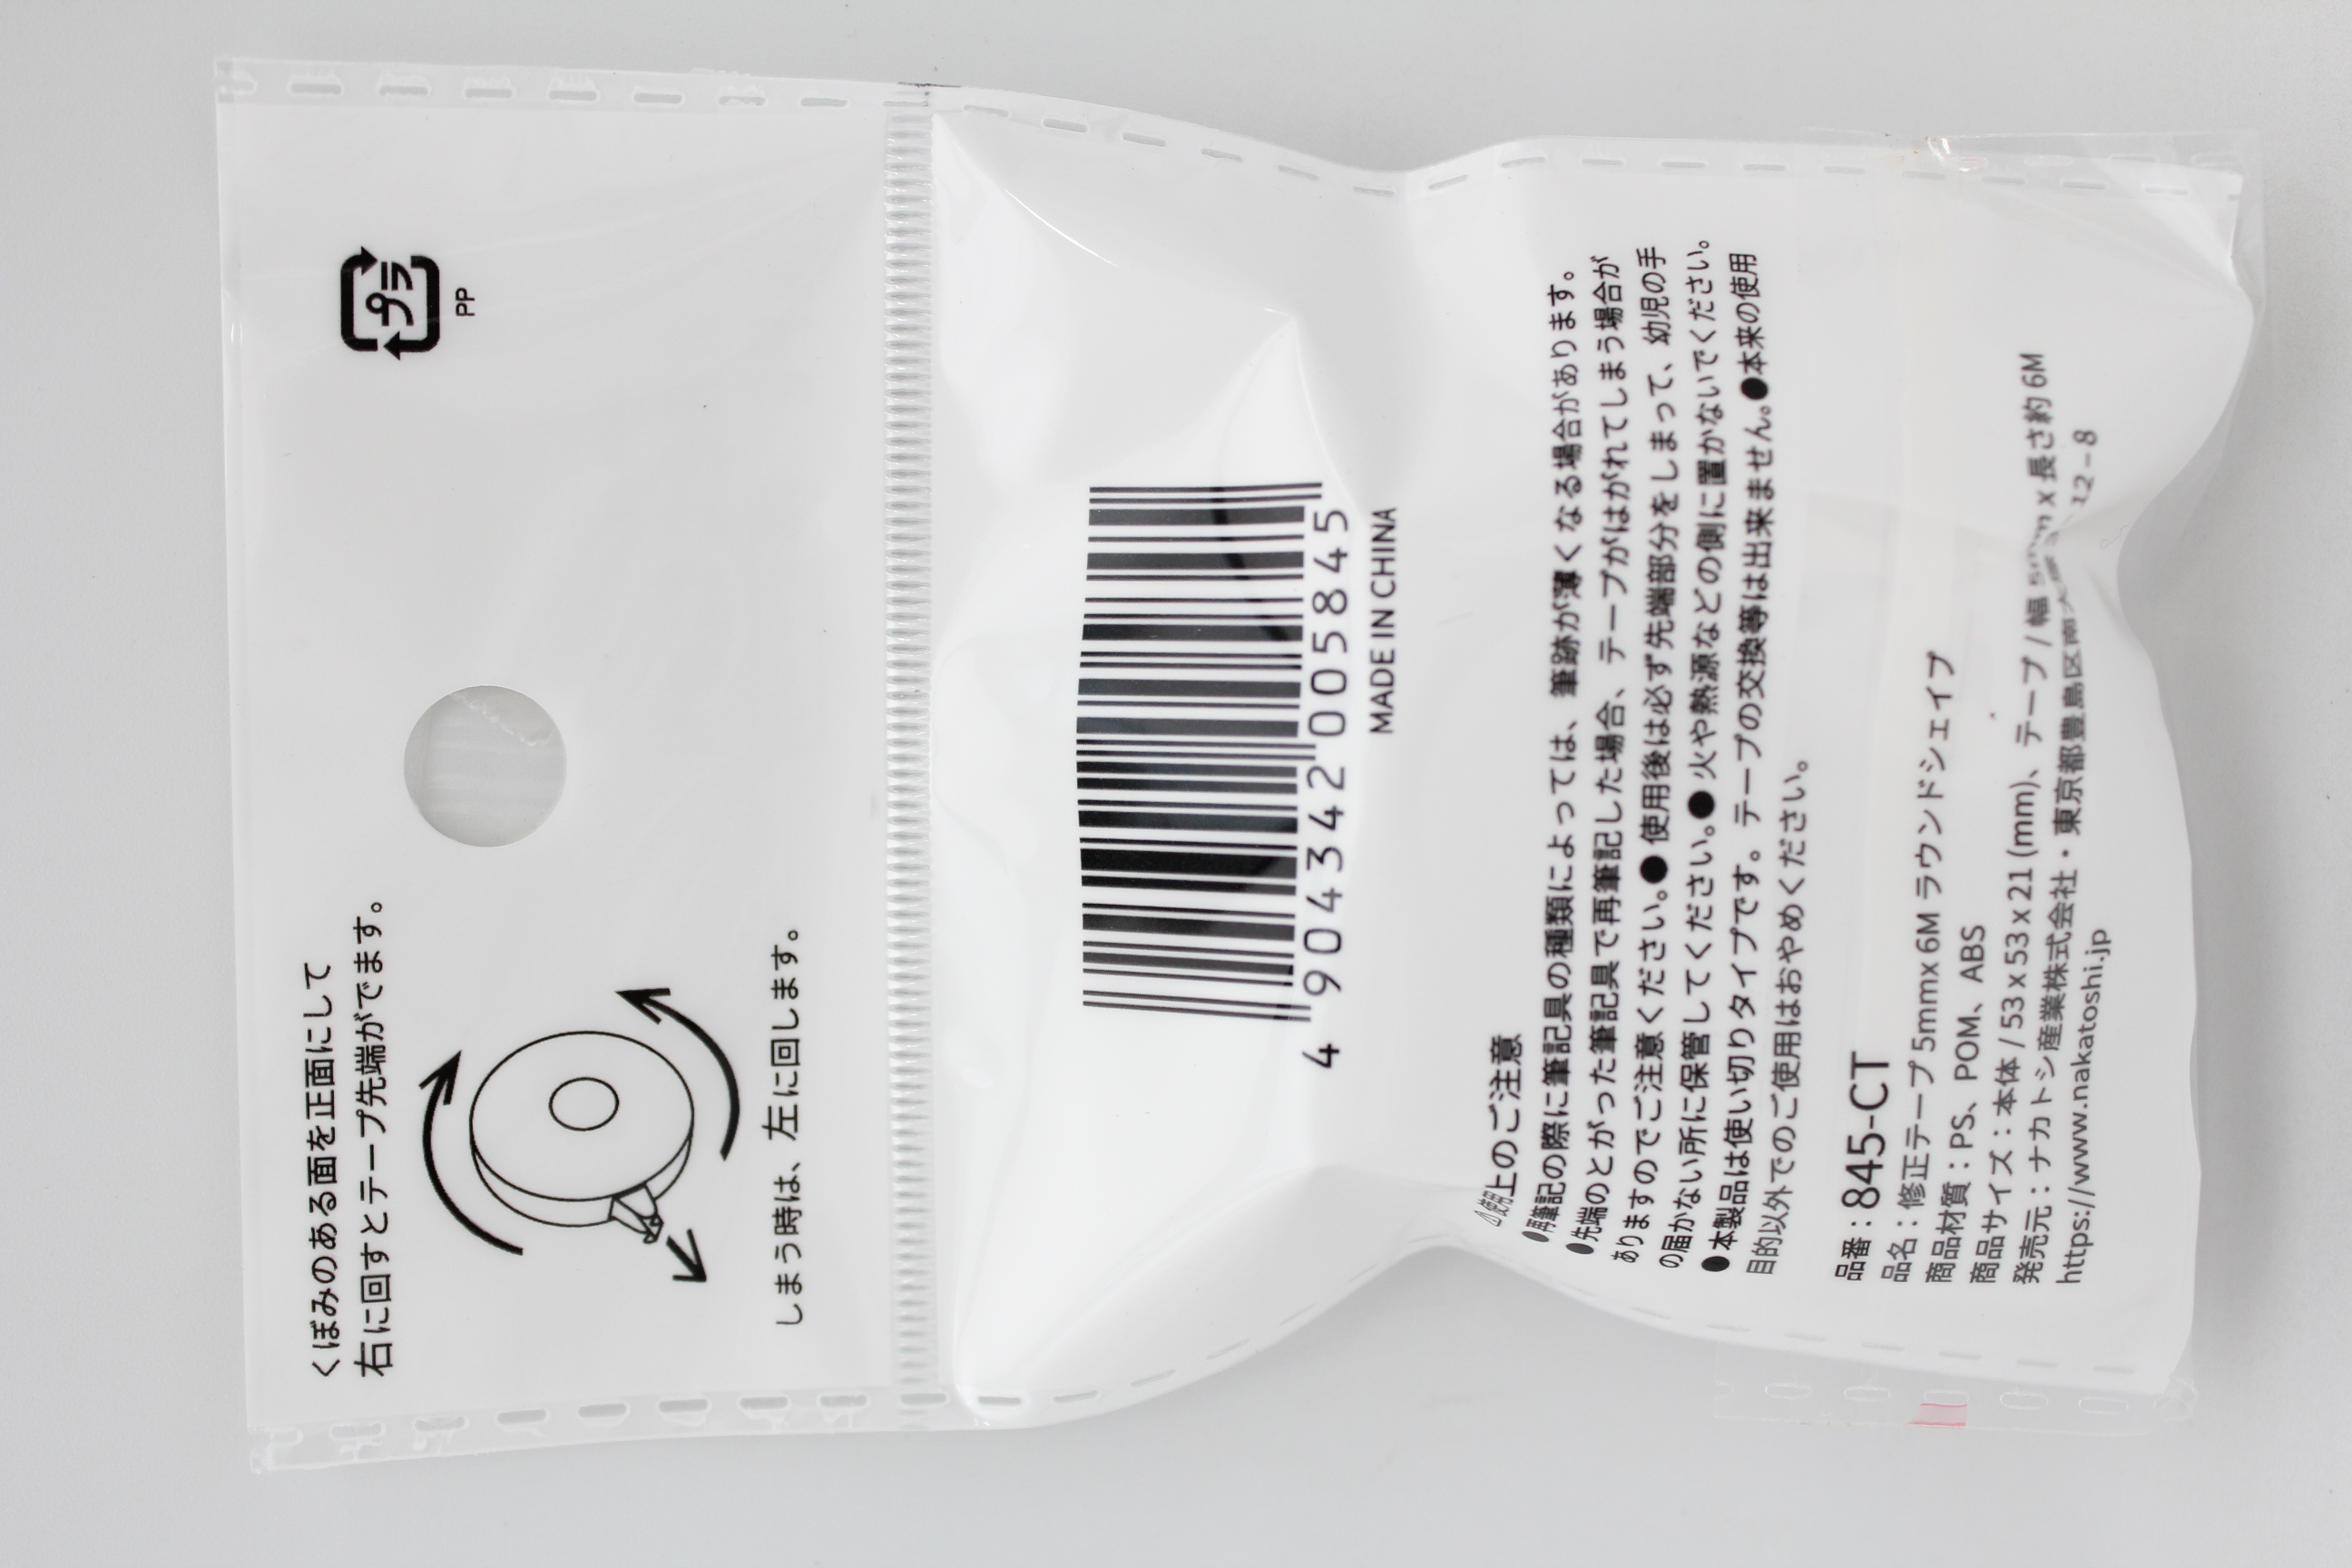 くぼみのある面を正面にして
右に回すとテープ先端がでます。
しまう時は、左に回します。
プラ
PP
4 904342 005845
MADE IN CHINA
⚠使用上のご注意
●再筆記の際に筆記具の種類によっては、筆跡が薄くなる場合があります。
●先端のとがった筆記具で再筆記した場合、テープがはがれてしまう場合が
ありますのでご注意ください。●使用後は必ず先端部分をしまって、幼児の手
の届かない所に保管してください。●火や熱源などの側に置かないでください。
●本製品は使い切りタイプです。テープの交換等は出来ません。●本来の使用
目的以外でのご使用はおやめください。
品番：845-CT
品名：修正テープ 5mmx 6M ラウンドシェイプ
商品材質：PS、POM、ABS
商品サイズ：本体 / 53 x 53 x 21 (mm)、テープ / 幅 5mm x 長さ約 6M
発売元：ナカトシ産業株式会社・東京都豊島区南 12-8
https://www.nakatoshi.jp